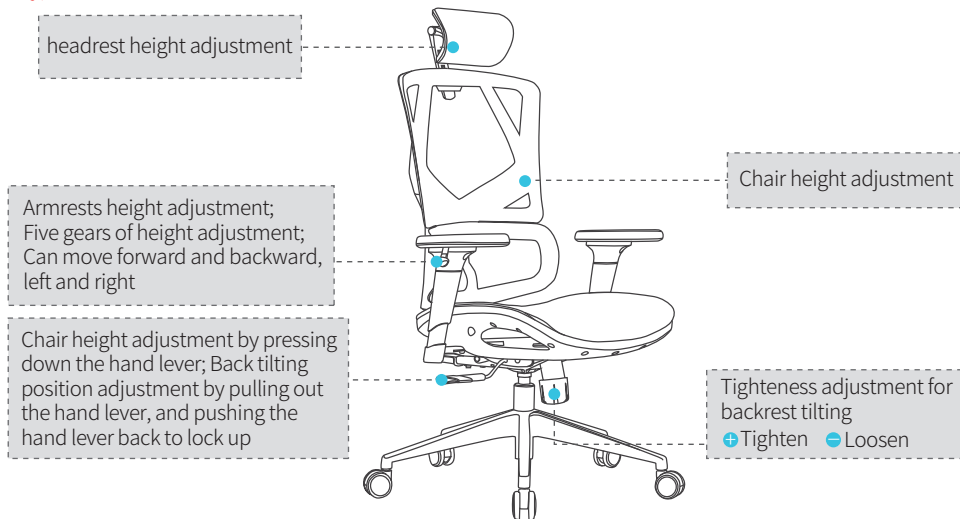 headrest height adjustment
Chair height adjustment
Armrests height adjustment;
Five gears of height adjustment;
Can move forward and backward,
left and right
Chair height adjustment by pressing
down the hand lever; Back tilting
position adjustment by pulling out
the hand lever, and pushing the
hand lever back to lock up
Tighteness adjustment for
backrest tilting
+ Tighten − Loosen